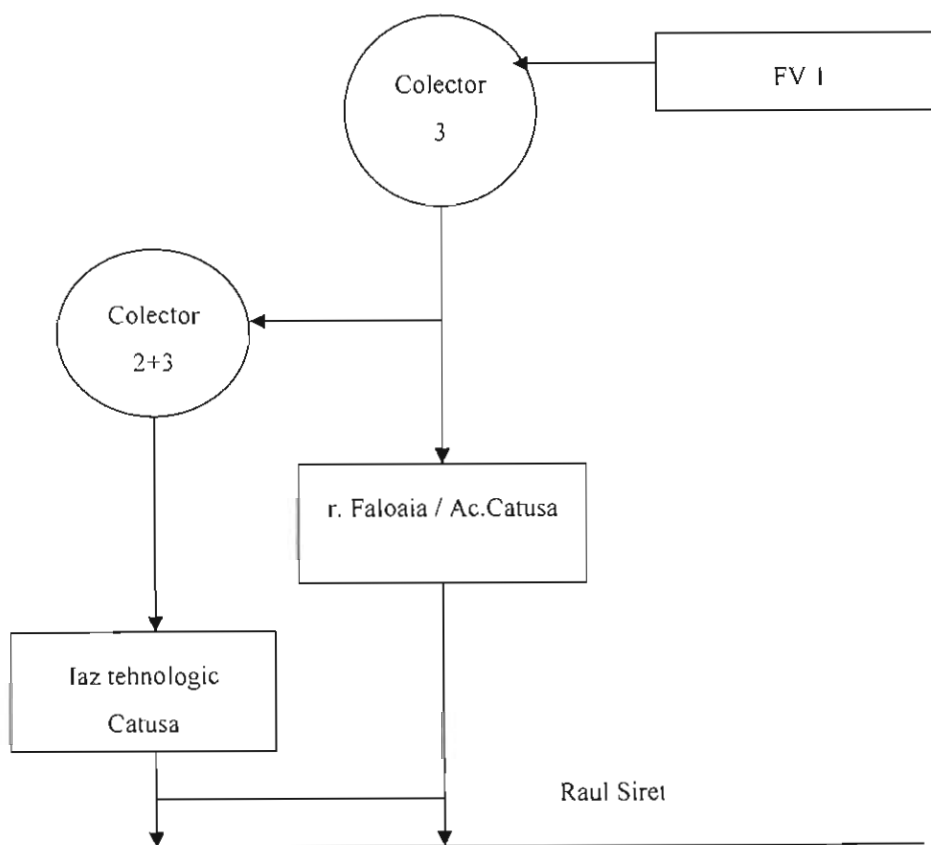 Colector
3
FV 1
Colector
2+3
r. Faloaia / Ac.Catusa
Iaz tehnologic
Catusa
Raul Siret